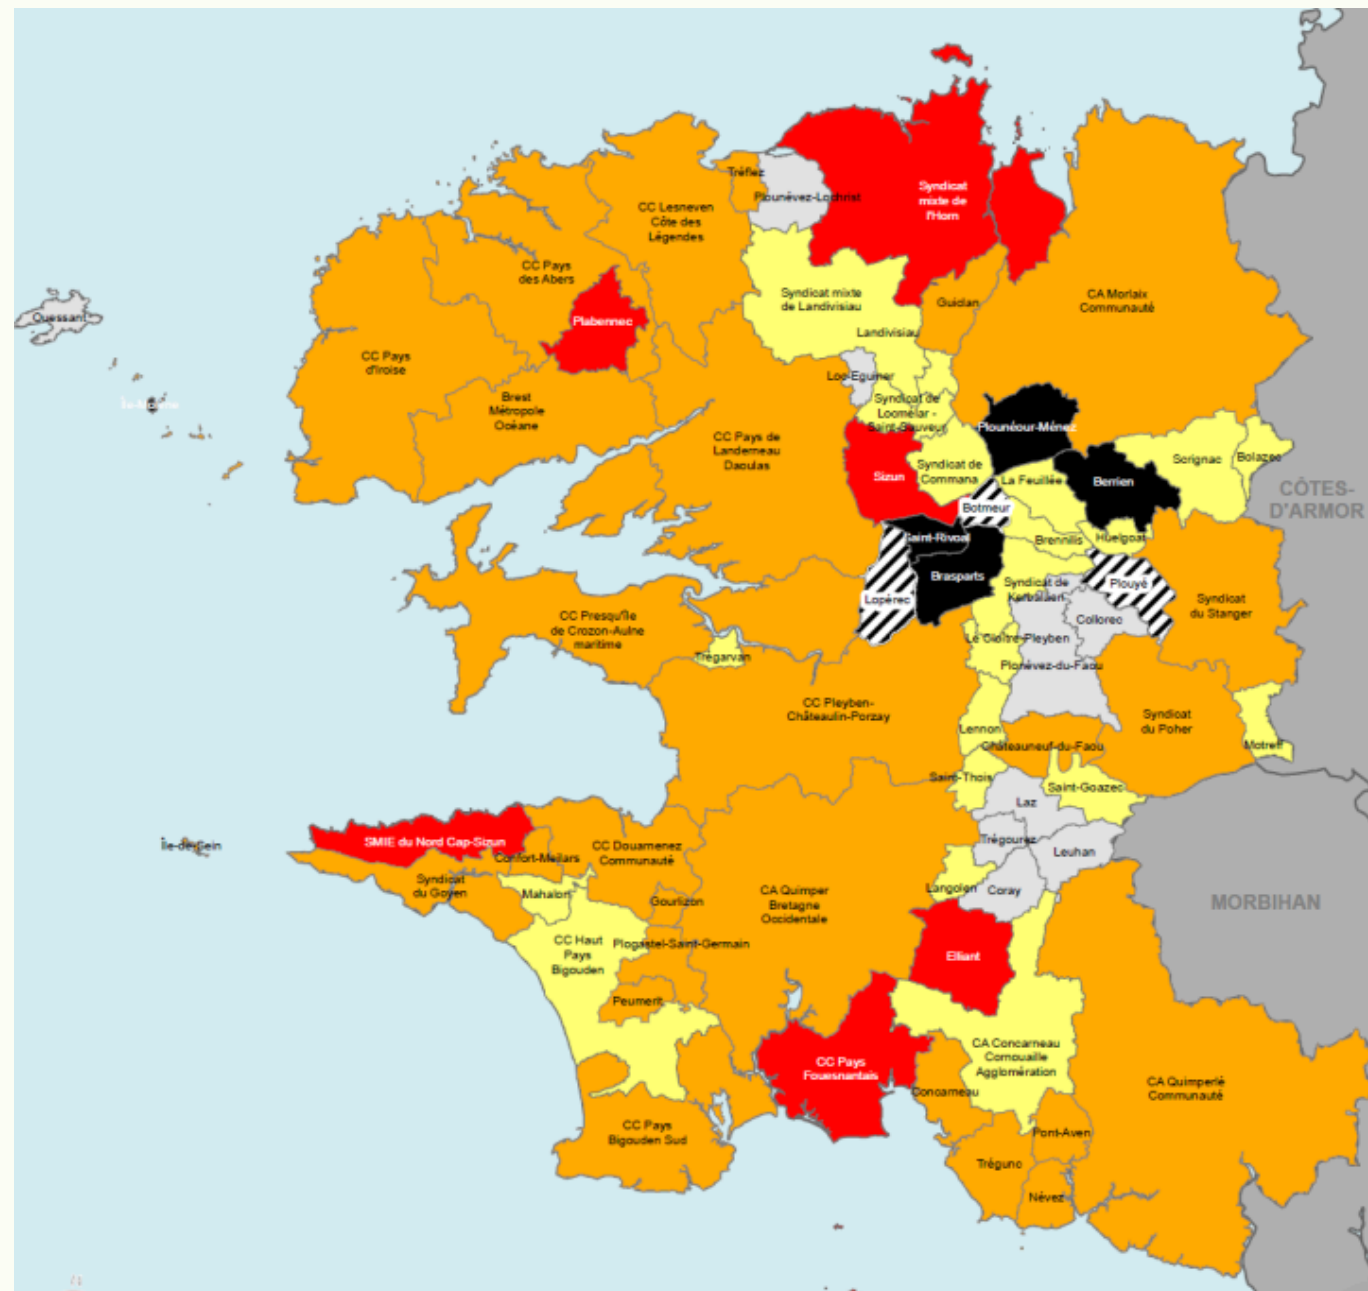 Syndicat
mixte de
l'Horn
Tréflez
Plounévez-Lochrist
CC Lesneven
Côte des
Légendes
CC Pays
des Abers
Syndicat mixte
de Landivisiau
Guiclan
CA Morlaix
Communauté
Ouessant
Plabennec
Landivisiau
CC Pays
d'Iroise
Loc-Eguiner
Île-Molène
Brest
Métropole
Océane
Syndicat de
Locmélar -
Saint-Sauveur
Plounéour-Ménez
CC Pays de
Landerneau
Daoulas
Scrignac
Bolazec
Sizun
Syndicat de
Commana
La Feuillée
Berrien
CÔTES-
D'ARMOR
Botmeur
Saint-Rivoal
Brennilis
Huelgoat
Brasparts
Syndicat de
Kerbalaen
Plouyé
Lopérec
Syndicat
du Stanger
CC Presqu'île
de Crozon-Aulne
maritime
Collorec
Le Cloître-Pleyben
Trégarvan
Plonévez-du-Faou
CC Pleyben-
Châteaulin-Porzay
Syndicat
du Poher
Lennon
Châteauneuf-du-Faou
Motreff
Saint-Thois
Saint-Goazec
Laz
Île-de-Sein
SMIE du Nord Cap-Sizun
CC Douarnenez
Communauté
Trégourez
Leuhan
Confort-Meilars
Syndicat
du Goyen
Mahalon
Langolen
Coray
CA Quimper
Bretagne
Occidentale
Gourlizon
MORBIHAN
CC Haut
Pays
Bigouden
Plogastel-Saint-Germain
Elliant
Peumerit
CA Concarneau
Cornouaille
Agglomération
CC Pays
Fouesnantais
Concarneau
CA Quimperlé
Communauté
CC Pays
Bigouden Sud
Pont-Aven
Trégunc
Névez